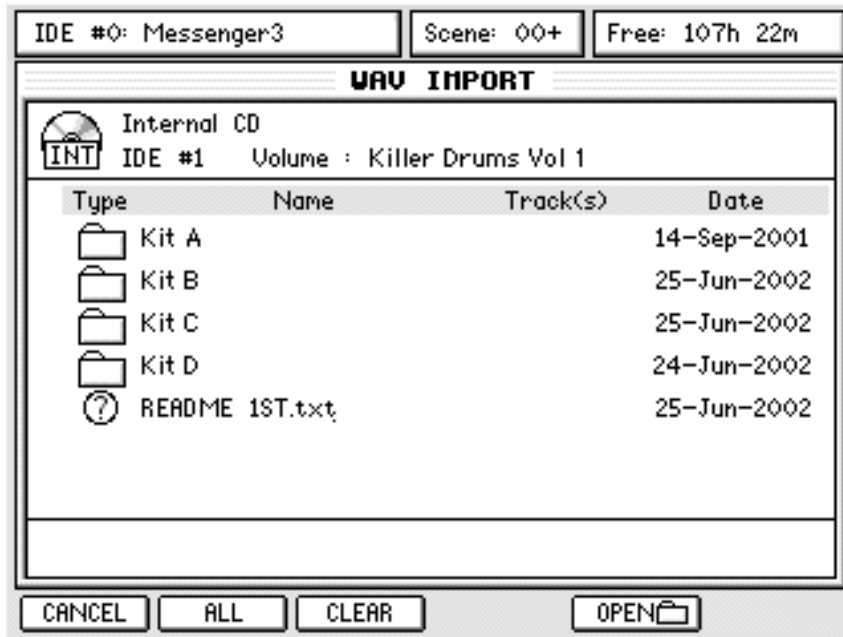 IDE #0: Messenger3 Scene: 00+ Free: 107h 22m
WAV IMPORT
Internal CD
INT IDE #1 Volume : Killer Drums Vol 1
Type Name Track(s) Date
Kit A 14-Sep-2001
Kit B 25-Jun-2002
Kit C 25-Jun-2002
Kit D 24-Jun-2002
? README 1ST.txt 25-Jun-2002
CANCEL ALL CLEAR OPEN